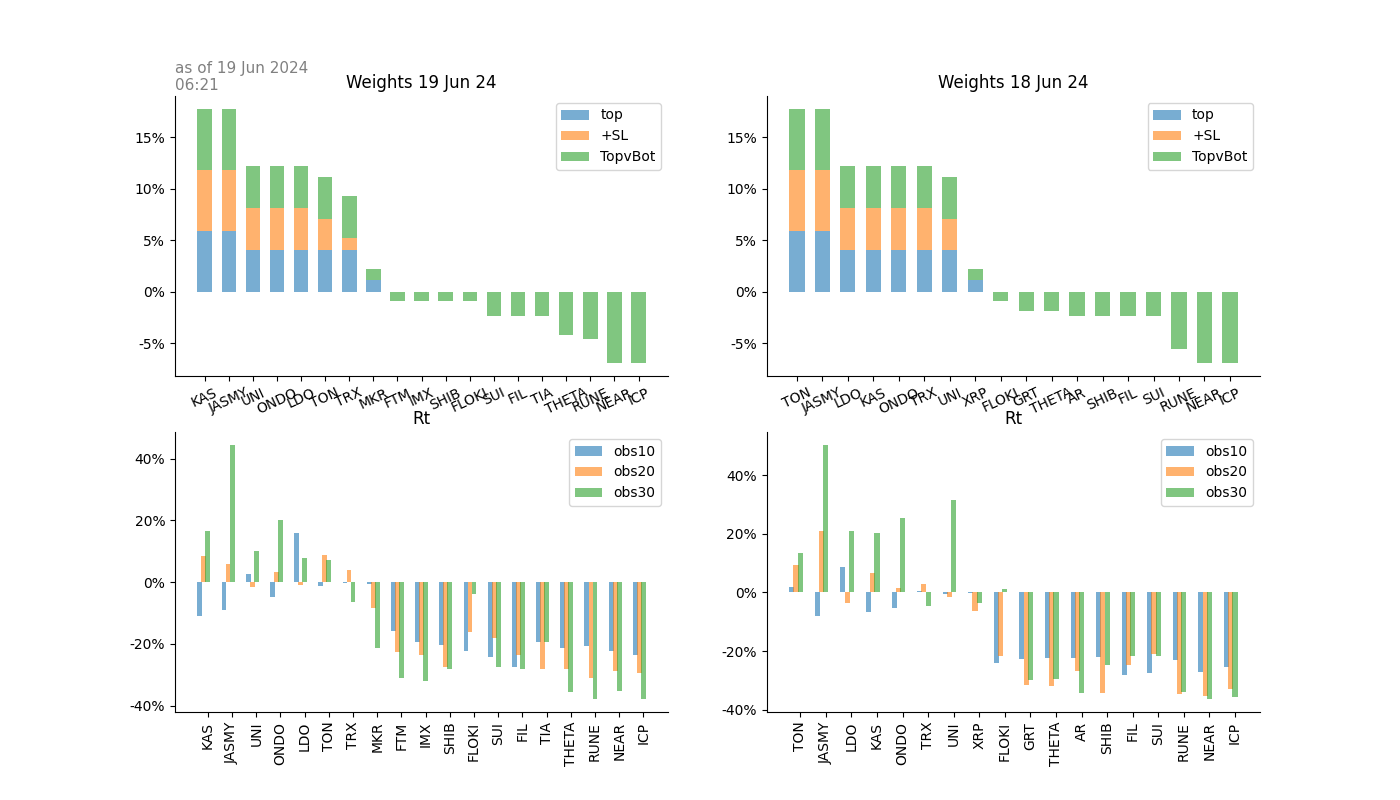 as of 19 Jun 2024
06:21
Weights 19 Jun 24
15%
10%
5%
0%
-5%
top
+SL
TopvBot
KAS JASMY UNI ONDO LDO TON TRX MKR FTM IMX SHIB FLOKI SUI FIL TIA THETA RUNE NEAR ICP
Weights 18 Jun 24
15%
10%
5%
0%
-5%
top
+SL
TopvBot
TON JASMY LDO KAS ONDO TRX UNI XRP FLOKI GRT THETA AR SHIB FIL SUI RUNE NEAR ICP
Rt
40%
20%
0%
-20%
-40%
obs10
obs20
obs30
KAS JASMY UNI ONDO LDO TON TRX MKR FTM IMX SHIB FLOKI SUI FIL TIA THETA RUNE NEAR ICP
Rt
40%
20%
0%
-20%
-40%
obs10
obs20
obs30
TON JASMY LDO KAS ONDO TRX UNI XRP FLOKI GRT THETA AR SHIB FIL SUI RUNE NEAR ICP